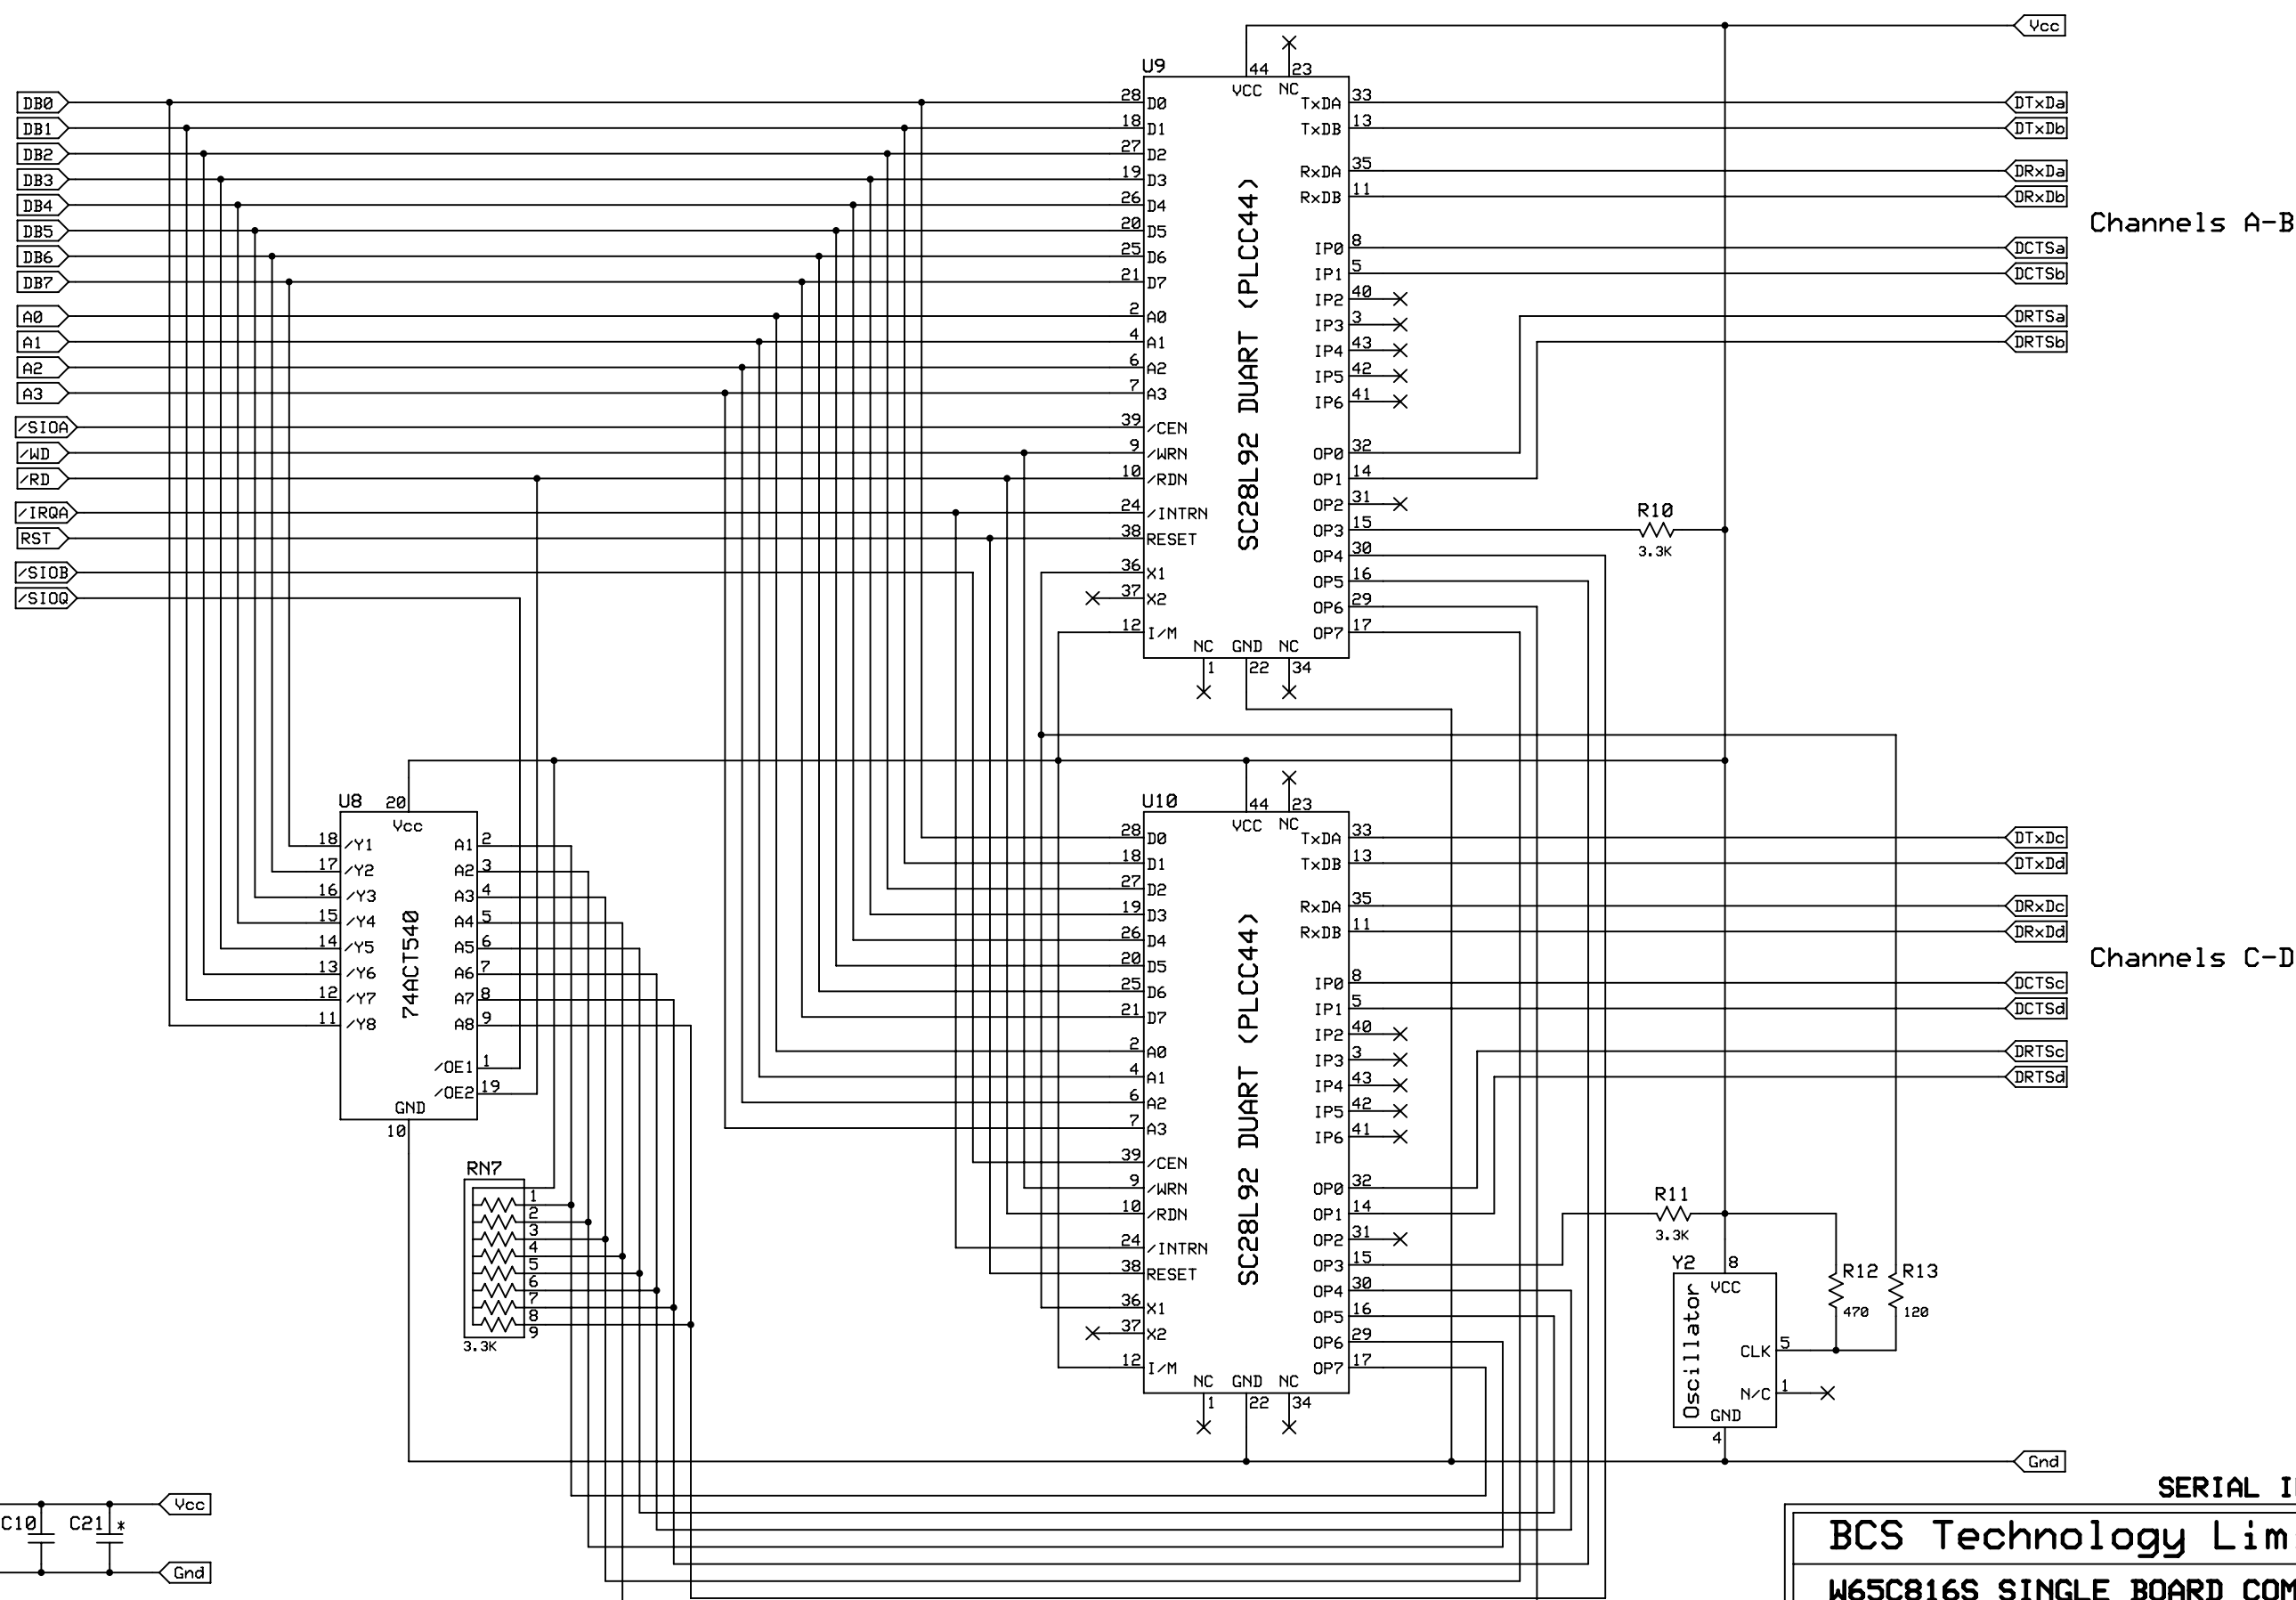 Vcc
U9
44
23
VCC
NC
DB0
28
D0
TxDA
33
DTxDa
DB1
18
D1
TxDB
13
DTxDb
DB2
27
D2
DB3
19
D3
RxDA
35
DRxDa
DB4
26
D4
RxDB
11
DRxDb
DB5
20
D5
Channels A-B
DB6
25
D6
IP0
8
DCTSa
DB7
21
D7
IP1
5
DCTSb
IP2
40
A0
2
A0
IP3
3
DRTSa
A1
4
A1
IP4
43
DRTSb
A2
6
A2
IP5
42
A3
7
A3
IP6
41
/SIOA
39
/CEN
/WD
9
/WRN
OP0
32
/RD
10
/RDN
OP1
14
OP2
31
/IRQA
24
/INTRN
OP3
15
R10
3.3K
RST
38
RESET
OP4
30
/SIOB
36
X1
OP5
16
/SIOQ
37
X2
OP6
29
12
I/M
OP7
17
SC28L92 DUART (PLCC44)
NC
GND
NC
1
22
34
U8
20
Vcc
18
/Y1
A1
2
17
/Y2
A2
3
16
/Y3
A3
4
15
/Y4
A4
5
14
/Y5
A5
6
13
/Y6
A6
7
12
/Y7
A7
8
11
/Y8
A8
9
/OE1
1
/OE2
19
GND
10
74ACT540
RN7
1
2
3
4
5
6
7
8
9
3.3K
U10
44
23
VCC
NC
28
D0
TxDA
33
DTxDc
18
D1
TxDB
13
DTxDd
27
D2
19
D3
RxDA
35
DRxDc
26
D4
RxDB
11
DRxDd
20
D5
Channels C-D
25
D6
IP0
8
DCTSc
21
D7
IP1
5
DCTSd
IP2
40
2
A0
IP3
3
DRTSc
4
A1
IP4
43
DRTSd
6
A2
IP5
42
7
A3
IP6
41
39
/CEN
9
/WRN
OP0
32
10
/RDN
OP1
14
OP2
31
24
/INTRN
OP3
15
38
RESET
OP4
30
36
X1
OP5
16
37
X2
OP6
29
12
I/M
OP7
17
SC28L92 DUART (PLCC44)
NC
GND
NC
1
22
34
R11
3.3K
Y2
8
VCC
R12
470
R13
120
Oscillator
CLK
5
N/C
1
GND
4
Gnd
Vcc
C10
C21
*
Gnd
SERIAL I
BCS Technology Lim
W65C816S SINGLE BOARD COM